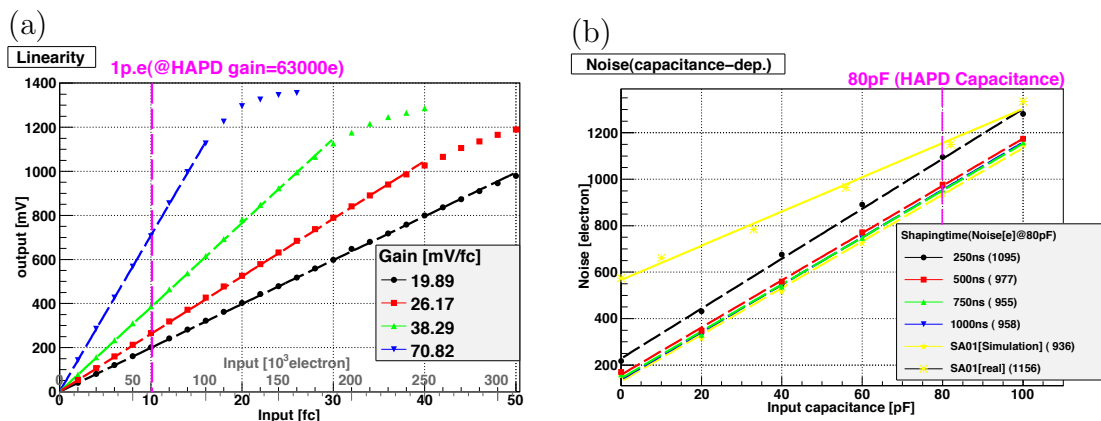 (a)
Linearity
1p.e(@HAPD gain=63000e)
output [mV]
1400
1200
1000
800
600
400
200
0
Gain [mV/fc]
19.89
26.17
38.29
70.82
Input [10³electron]
0 50 100 150 200 250 300
0 10 20 30 40 50
Input [fc]
(b)
Noise(capacitance-dep.)
80pF (HAPD Capacitance)
Noise [electron]
1200
1000
800
600
400
200
Shapingtime(Noise[e]@80pF)
250ns (1095)
500ns ( 977)
750ns ( 955)
1000ns ( 958)
SA01[Simulation] ( 936)
SA01[real] (1156)
0 20 40 60 80 100
Input capacitance [pF]